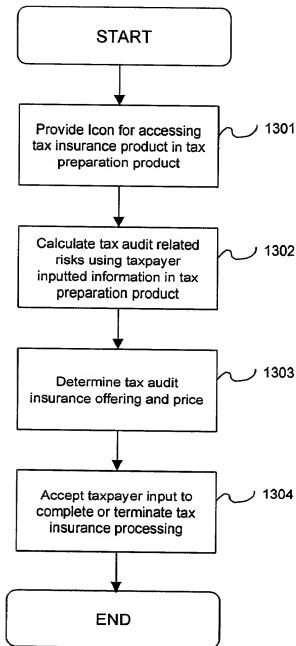 START
Provide Icon for accessing
tax insurance product in tax
preparation product
1301
Calculate tax audit related
risks using taxpayer
inputted information in tax
preparation product
1302
Determine tax audit
insurance offering and price
1303
Accept taxpayer input to
complete or terminate tax
insurance processing
1304
END